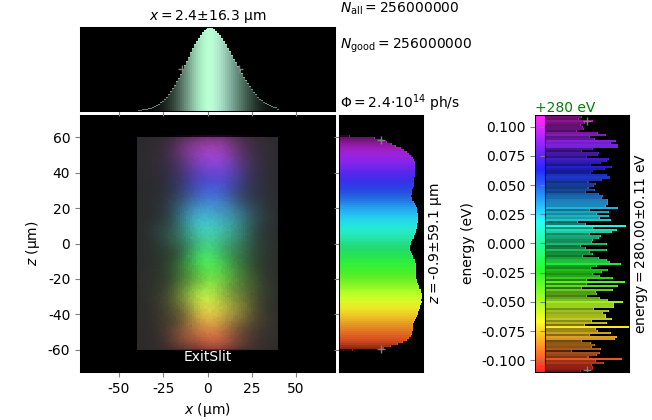 x = 2.4±16.3 μm
N_all = 256000000
N_good = 256000000
Φ = 2.4·10^14 ph/s
+280 eV
60
40
20
0
-20
-40
-60
z (μm)
ExitSlit
-50
-25
0
25
50
x (μm)
z = -0.9±59.1 μm
0.100
0.075
0.050
0.025
0.000
-0.025
-0.050
-0.075
-0.100
energy (eV)
energy = 280.00±0.11 eV